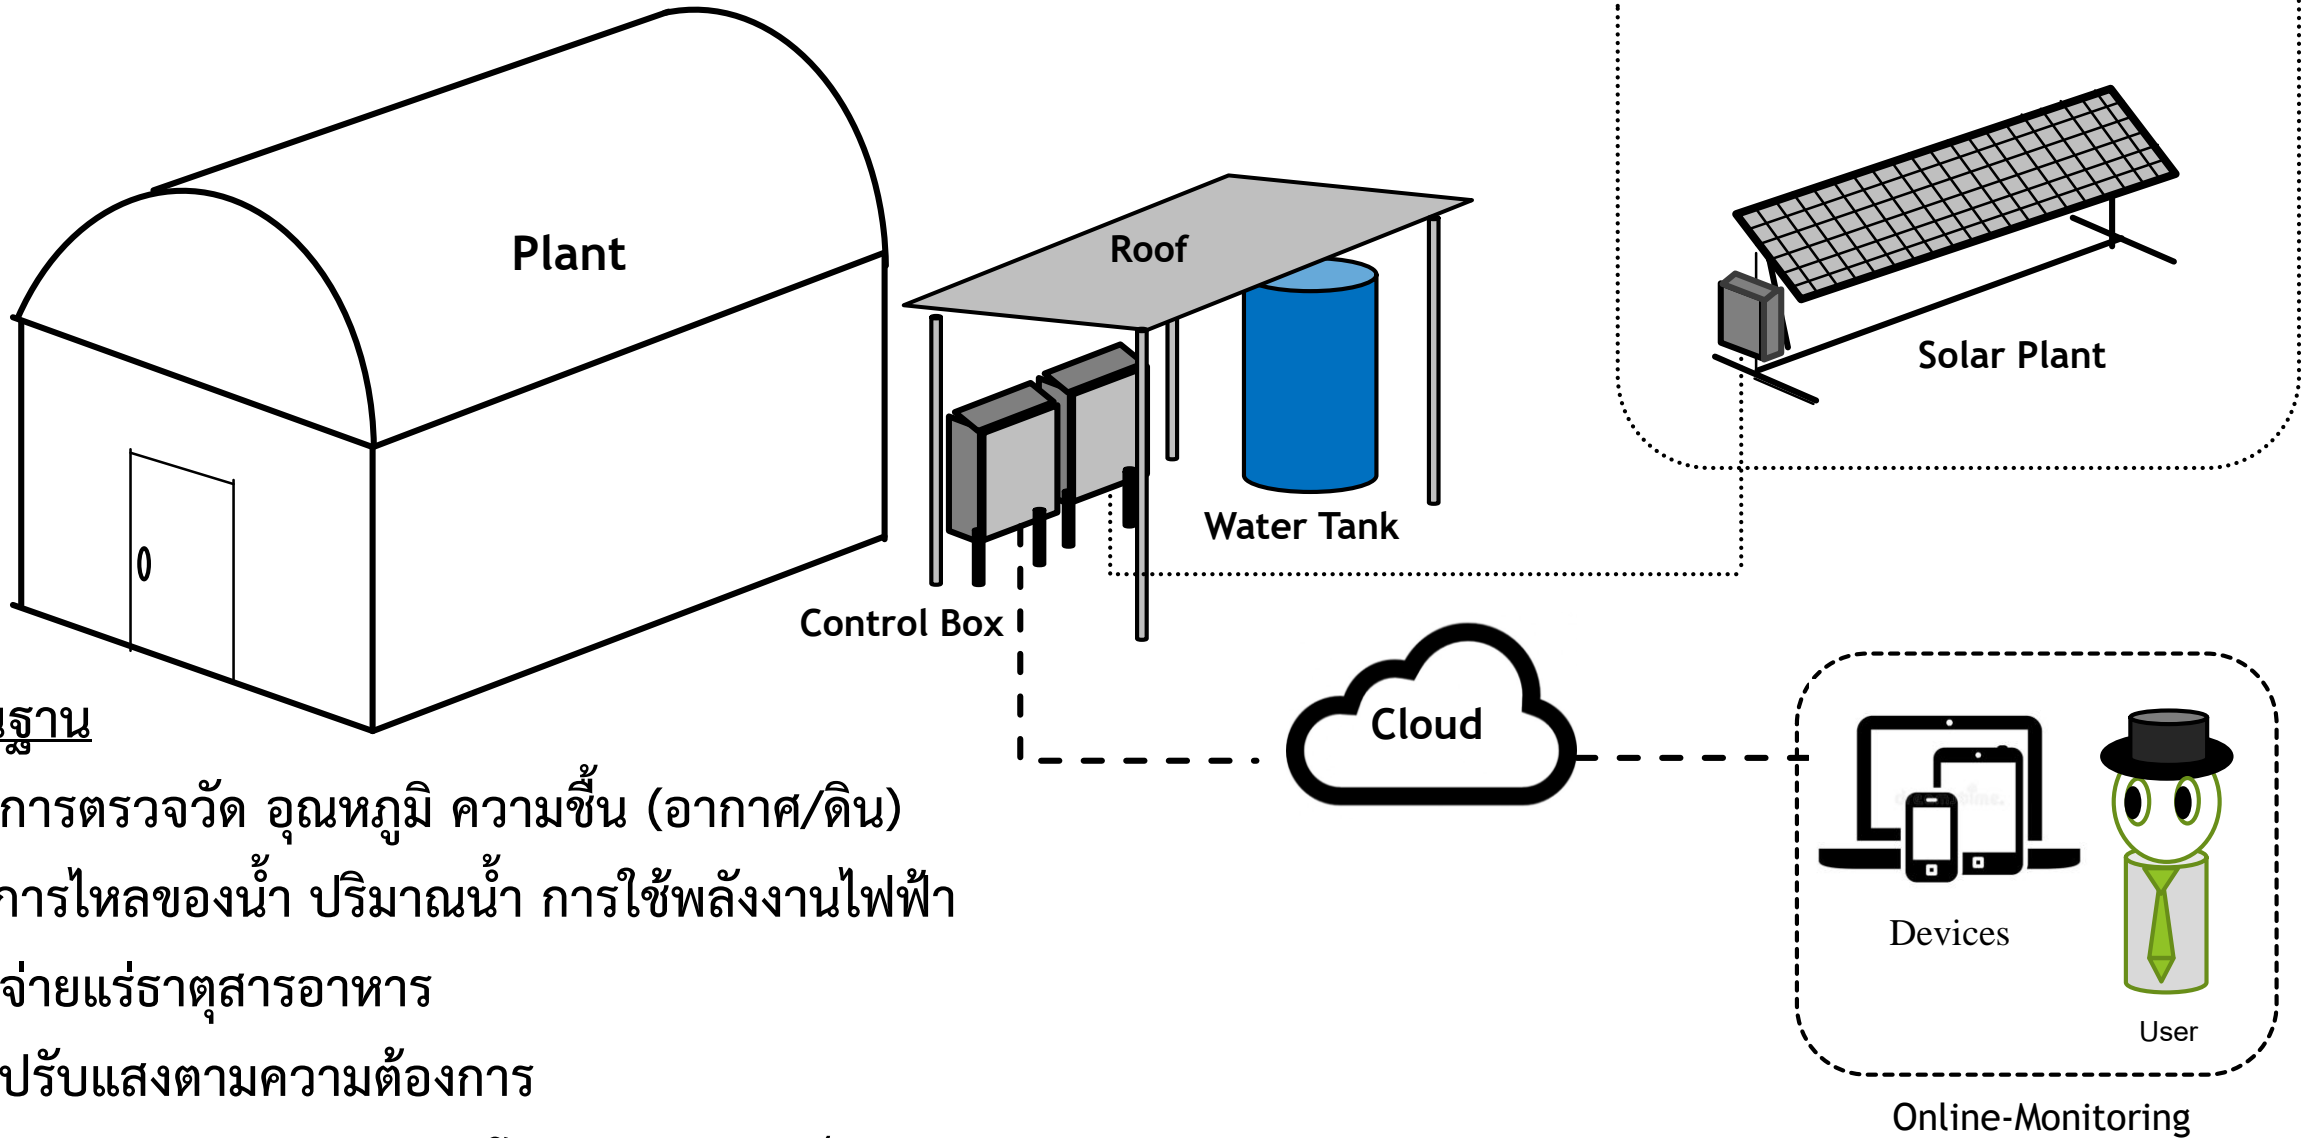 Plant
Roof
Solar Plant
Water Tank
Control Box
Cloud
Devices
User
Online-Monitoring
การตรวจวัด อุณหภูมิ ความชื้น (อากาศ/ดิน)
การไหลของน้ำ ปริมาณน้ำ การใช้พลังงานไฟฟ้า
จ่ายแร่ธาตุสารอาหาร
ปรับแสงตามความต้องการ